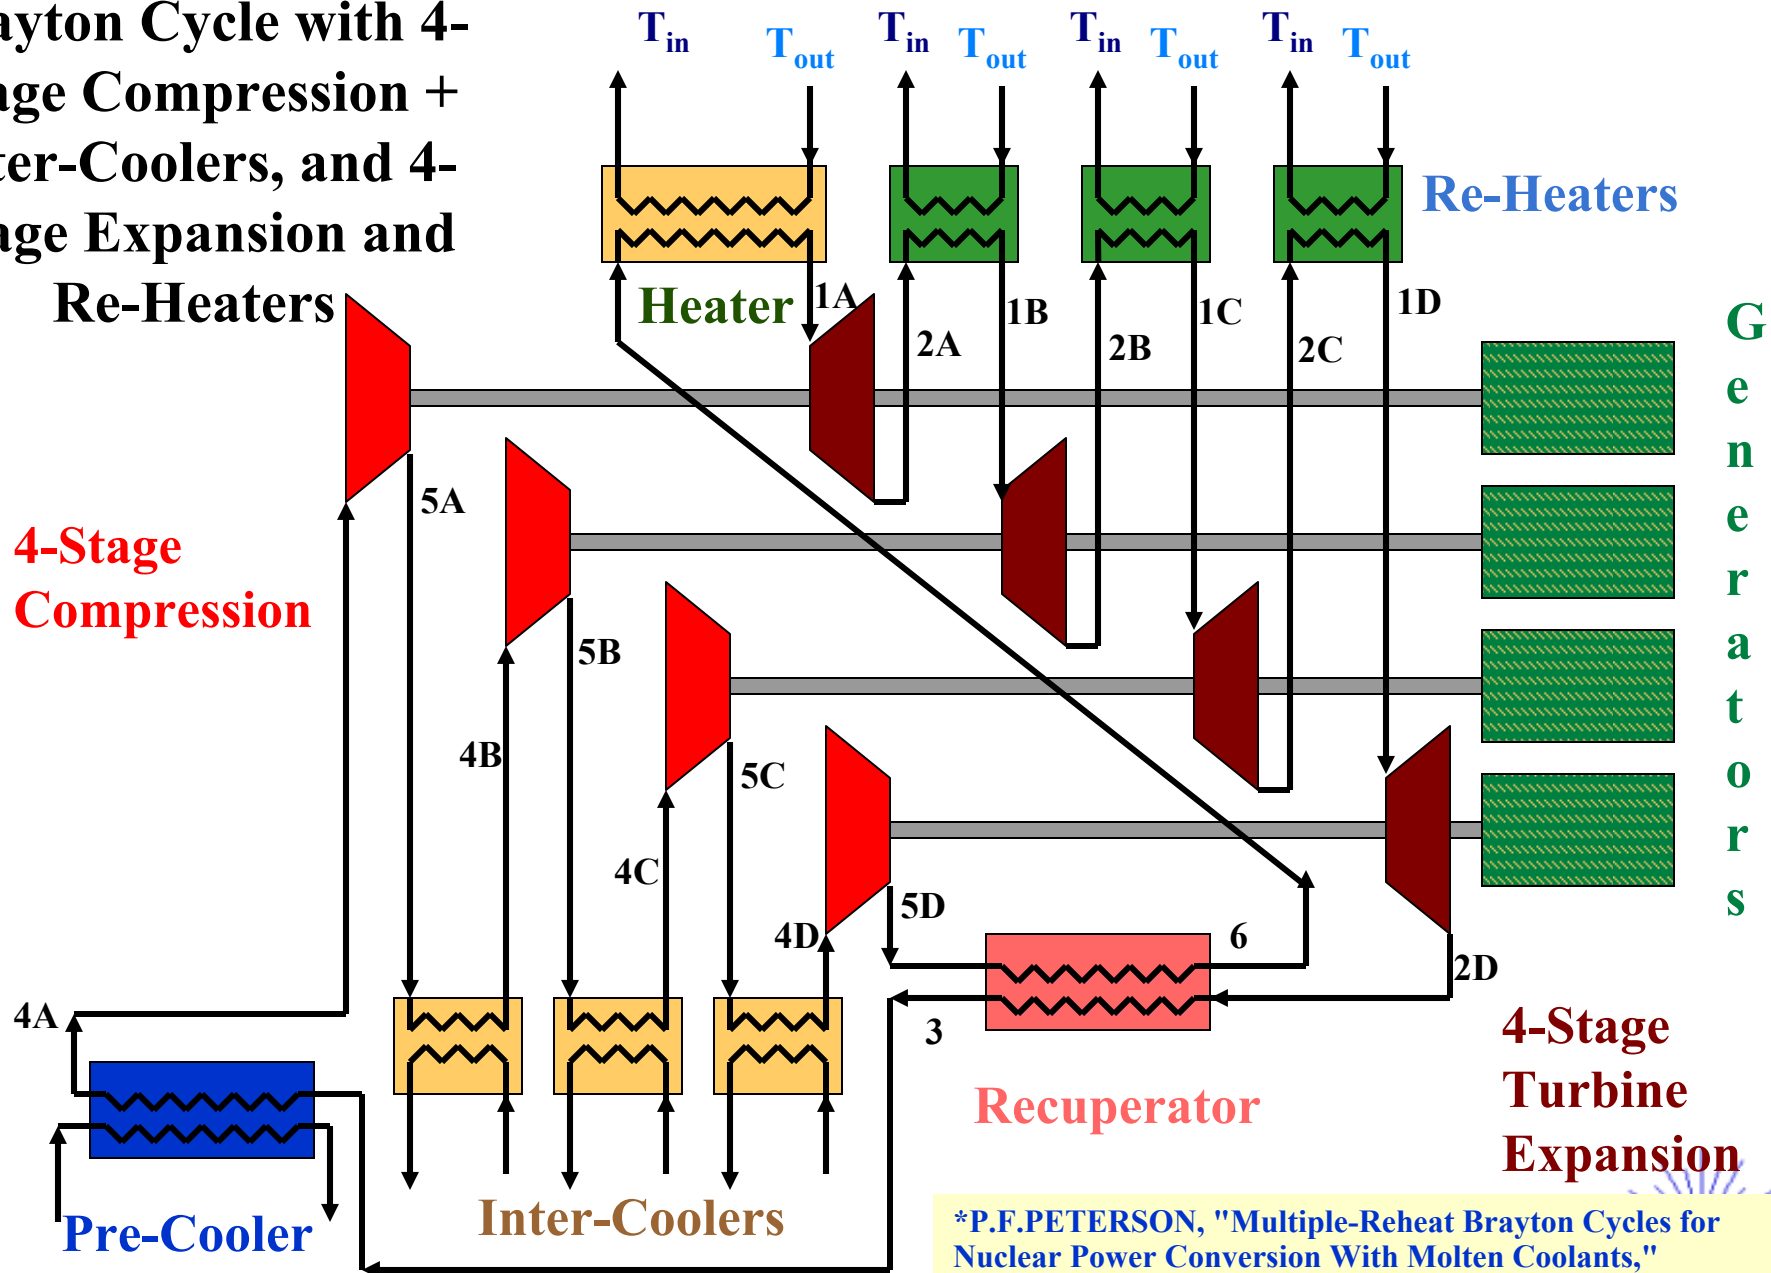 ayton Cycle with 4-
age Compression +
ter-Coolers, and 4-
age Expansion and
Re-Heaters
Tin Tout Tin Tout Tin Tout Tin Tout
Re-Heaters
Heater
1A
2A
1B
2B
1C
2C
1D
G
e
n
e
r
a
t
o
r
s
5A
4-Stage
Compression
5B
4B
5C
4C
5D
4D
6
2D
3
4A
4-Stage
Turbine
Expansion
Recuperator
Inter-Coolers
Pre-Cooler
*P.F.PETERSON, "Multiple-Reheat Brayton Cycles for
Nuclear Power Conversion With Molten Coolants,"